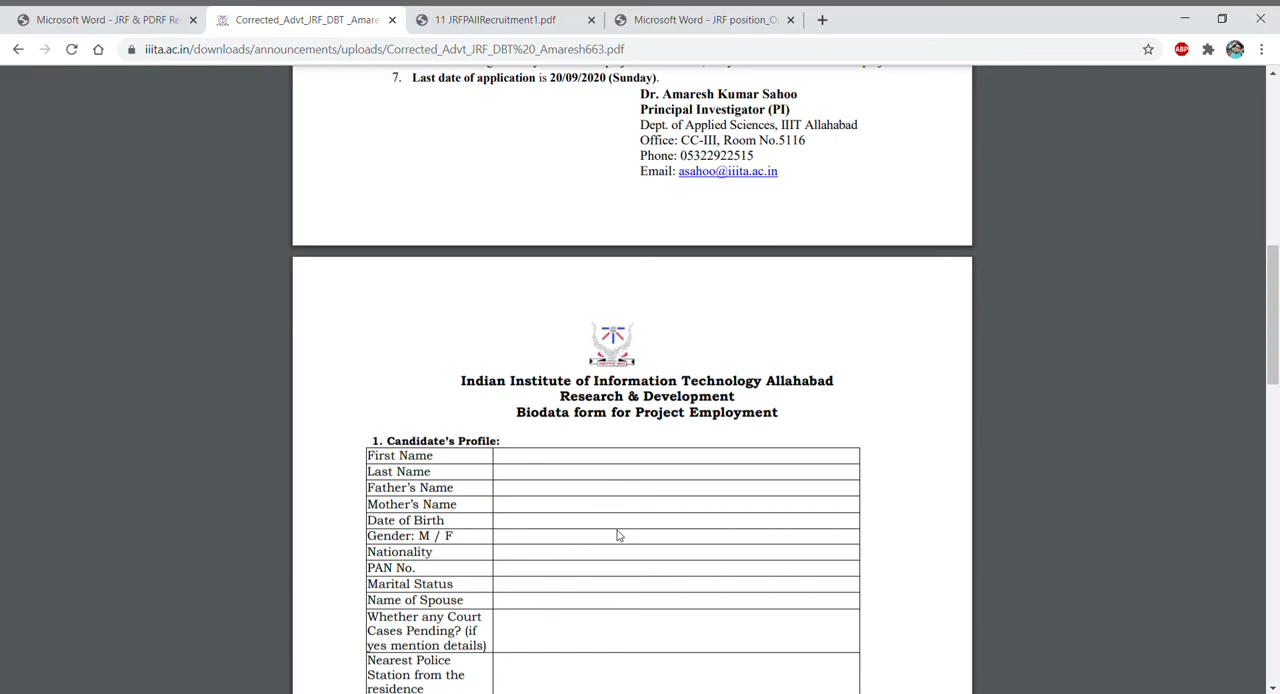 Microsoft Word - JRF & PDRF Re
Corrected_Advt_JRF_DBT _Amare
11 JRFPAIIRecruitment1.pdf
Microsoft Word - JRF position_O
iiita.ac.in/downloads/announcements/uploads/Corrected_Advt_JRF_DBT%20_Amaresh663.pdf
ABP
7. Last date of application is 20/09/2020 (Sunday).
Dr. Amaresh Kumar Sahoo
Principal Investigator (PI)
Dept. of Applied Sciences, IIIT Allahabad
Office: CC-III, Room No.5116
Phone: 05322922515
Email: asahoo@iiita.ac.in
Indian Institute of Information Technology Allahabad
Research & Development
Biodata form for Project Employment
1. Candidate's Profile:
First Name
Last Name
Father's Name
Mother's Name
Date of Birth
Gender: M / F
Nationality
PAN No.
Marital Status
Name of Spouse
Whether any Court
Cases Pending? (if
yes mention details)
Nearest Police
Station from the
residence